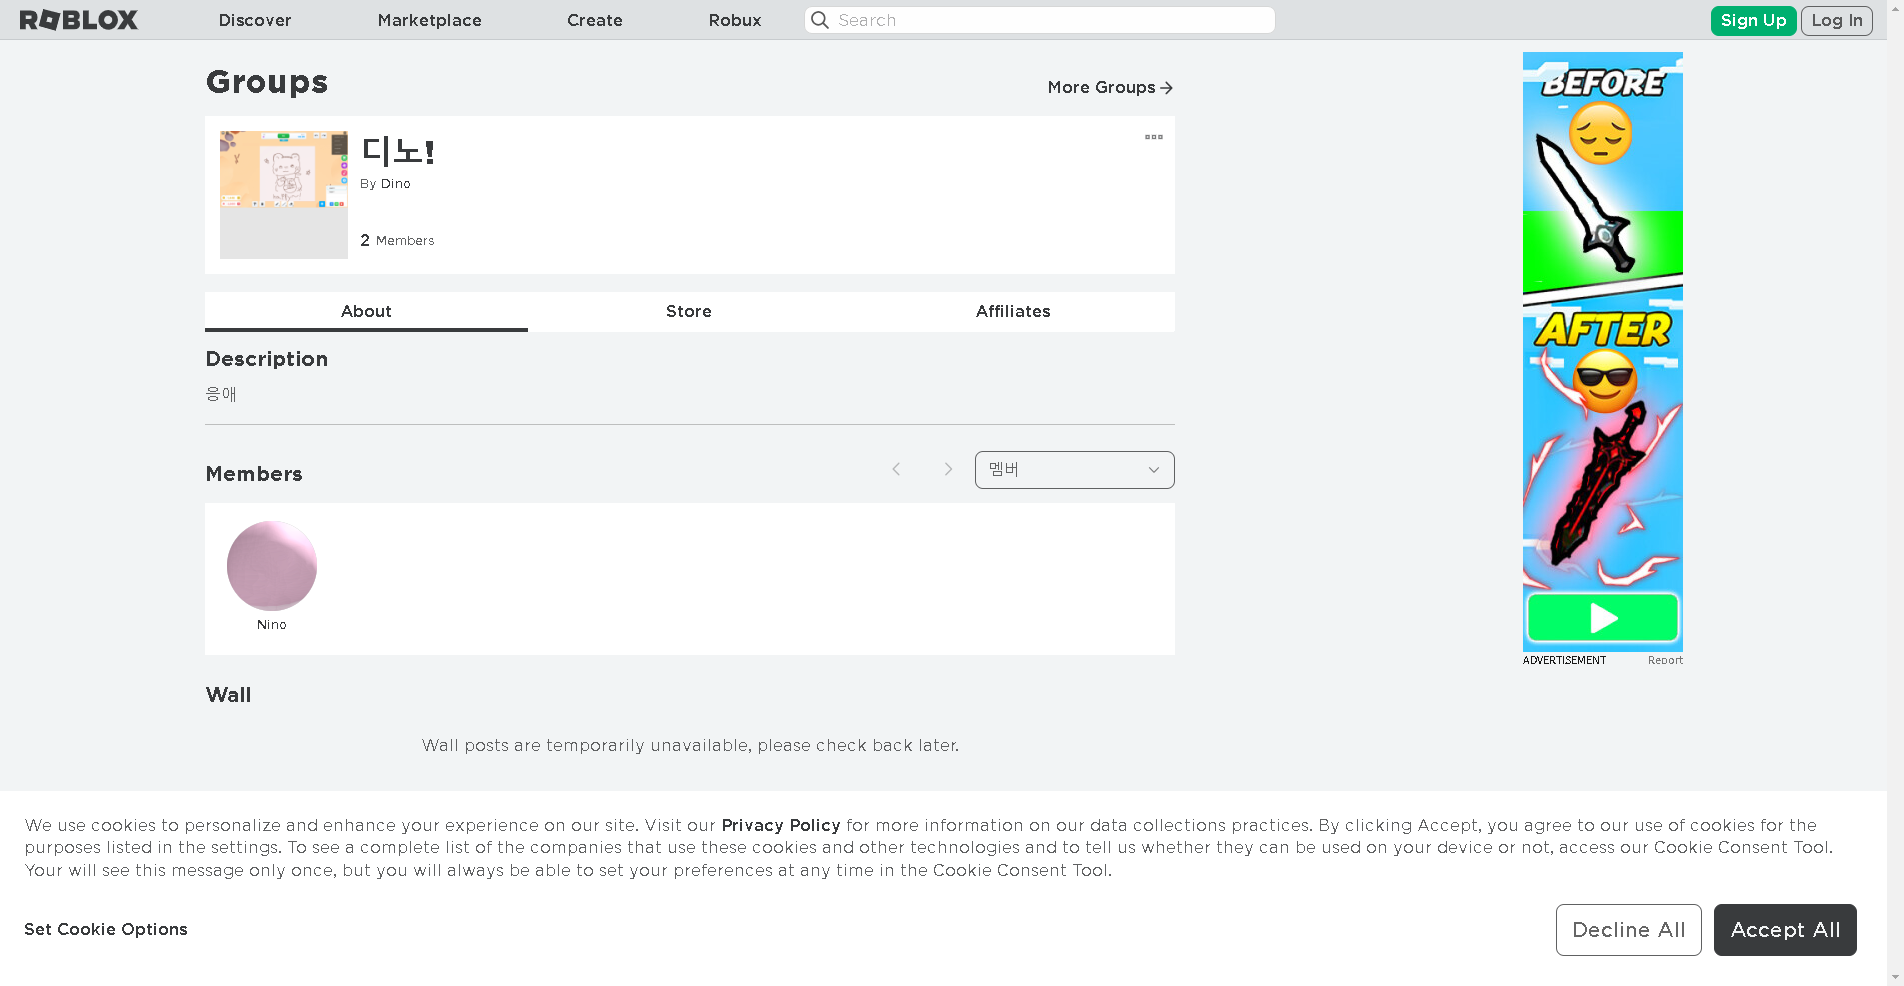 ROBLOX
Discover
Marketplace
Create
Robux
Search
Sign Up
Log In
Groups
More Groups
디노!
By Dino
2 Members
About
Store
Affiliates
Description
응애
Members
멤버
Nino
Wall
Wall posts are temporarily unavailable, please check back later.
BEFORE
AFTER
ADVERTISEMENT
Report
We use cookies to personalize and enhance your experience on our site. Visit our Privacy Policy for more information on our data collections practices. By clicking Accept, you agree to our use of cookies for the
purposes listed in the settings. To see a complete list of the companies that use these cookies and other technologies and to tell us whether they can be used on your device or not, access our Cookie Consent Tool.
Your will see this message only once, but you will always be able to set your preferences at any time in the Cookie Consent Tool.
Set Cookie Options
Decline All
Accept All